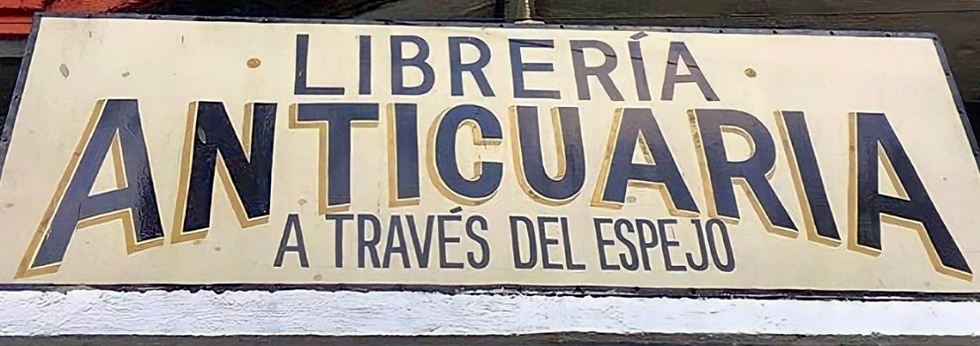 LIBRERÍA
ANTICUARIA
A TRAVÉS DEL ESPEJO